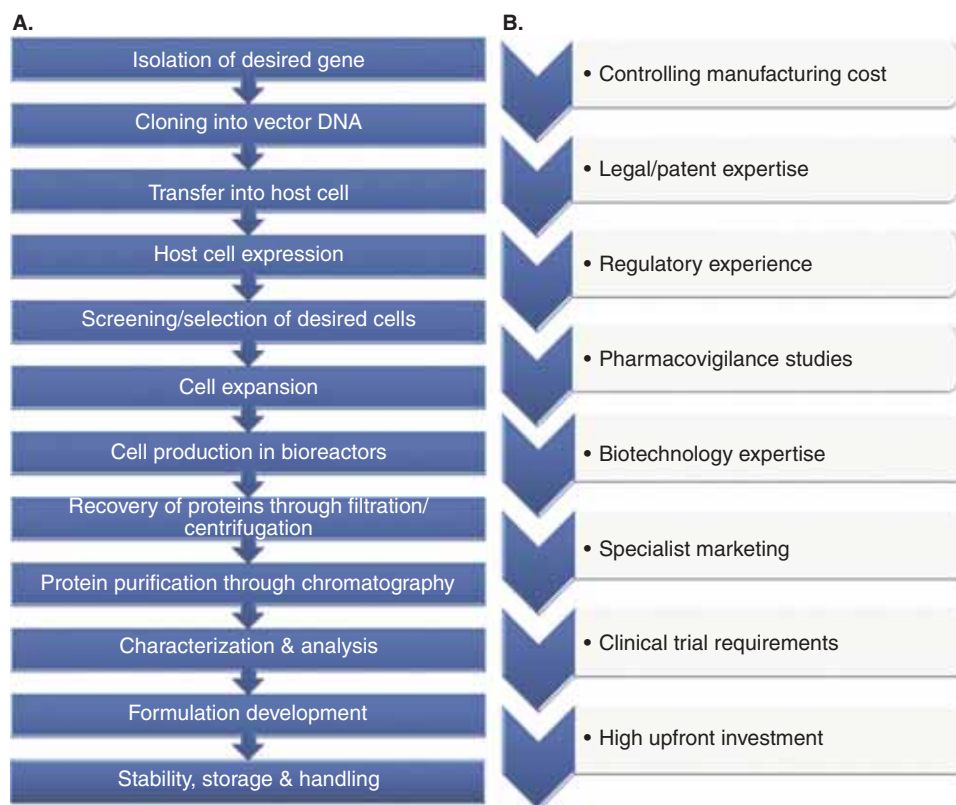 A.
Isolation of desired gene
Cloning into vector DNA
Transfer into host cell
Host cell expression
Screening/selection of desired cells
Cell expansion
Cell production in bioreactors
Recovery of proteins through filtration/
centrifugation
Protein purification through chromatography
Characterization & analysis
Formulation development
Stability, storage & handling
B.
• Controlling manufacturing cost
• Legal/patent expertise
• Regulatory experience
• Pharmacovigilance studies
• Biotechnology expertise
• Specialist marketing
• Clinical trial requirements
• High upfront investment